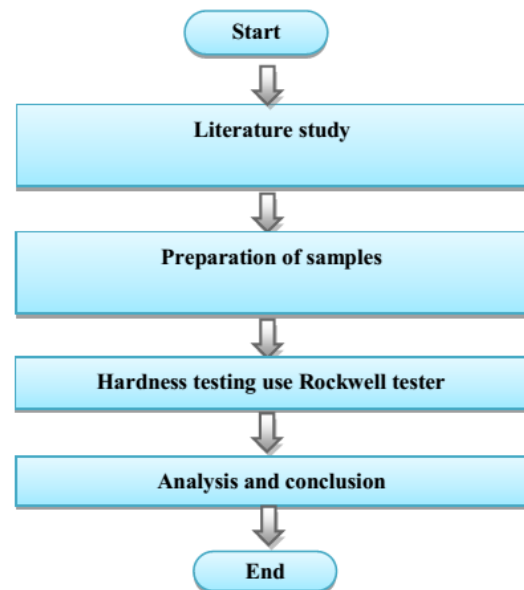 Start
Literature study
Preparation of samples
Hardness testing use Rockwell tester
Analysis and conclusion
End